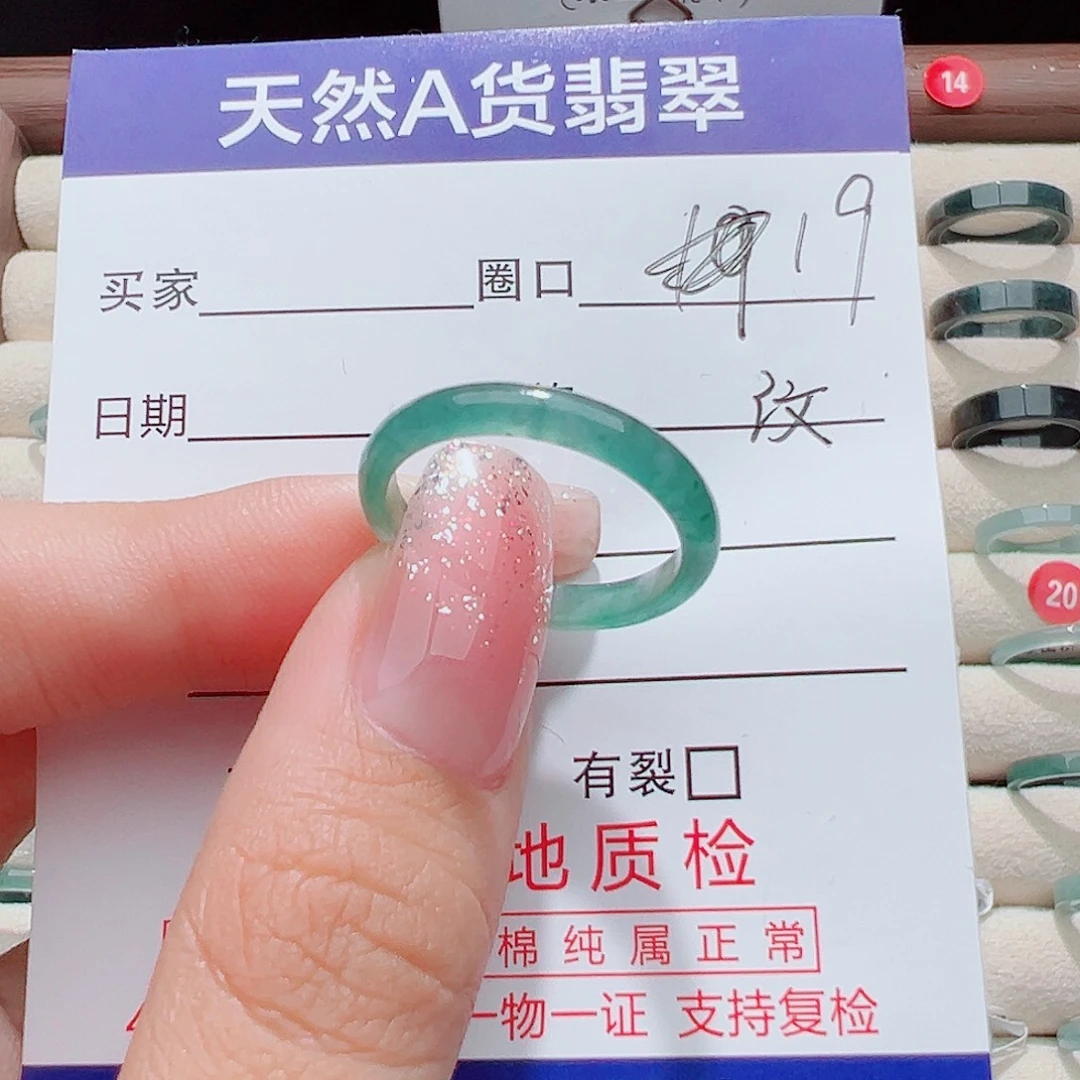 天然A货翡翠
14
买家 圈口 19
日期 纹
20
有裂□
地质检
棉纯属正常
一物一证 支持复检